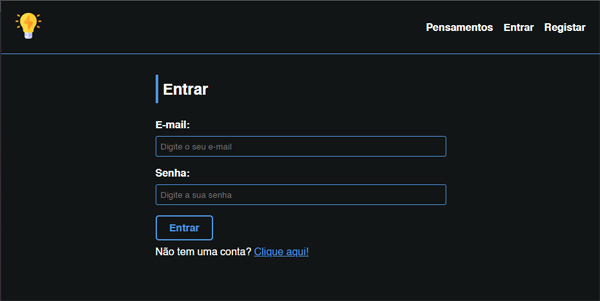 Pensamentos Entrar Registar
Entrar
E-mail:
Digite o seu e-mail
Senha:
Digite a sua senha
Entrar
Não tem uma conta? Clique aqui!